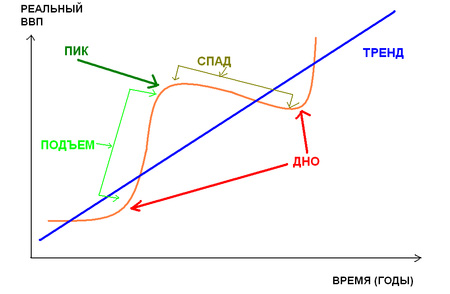 РЕАЛЬНЫЙ
ВВП
ПИК
СПАД
ТРЕНД
ПОДЪЕМ
ДНО
ВРЕМЯ (ГОДЫ)